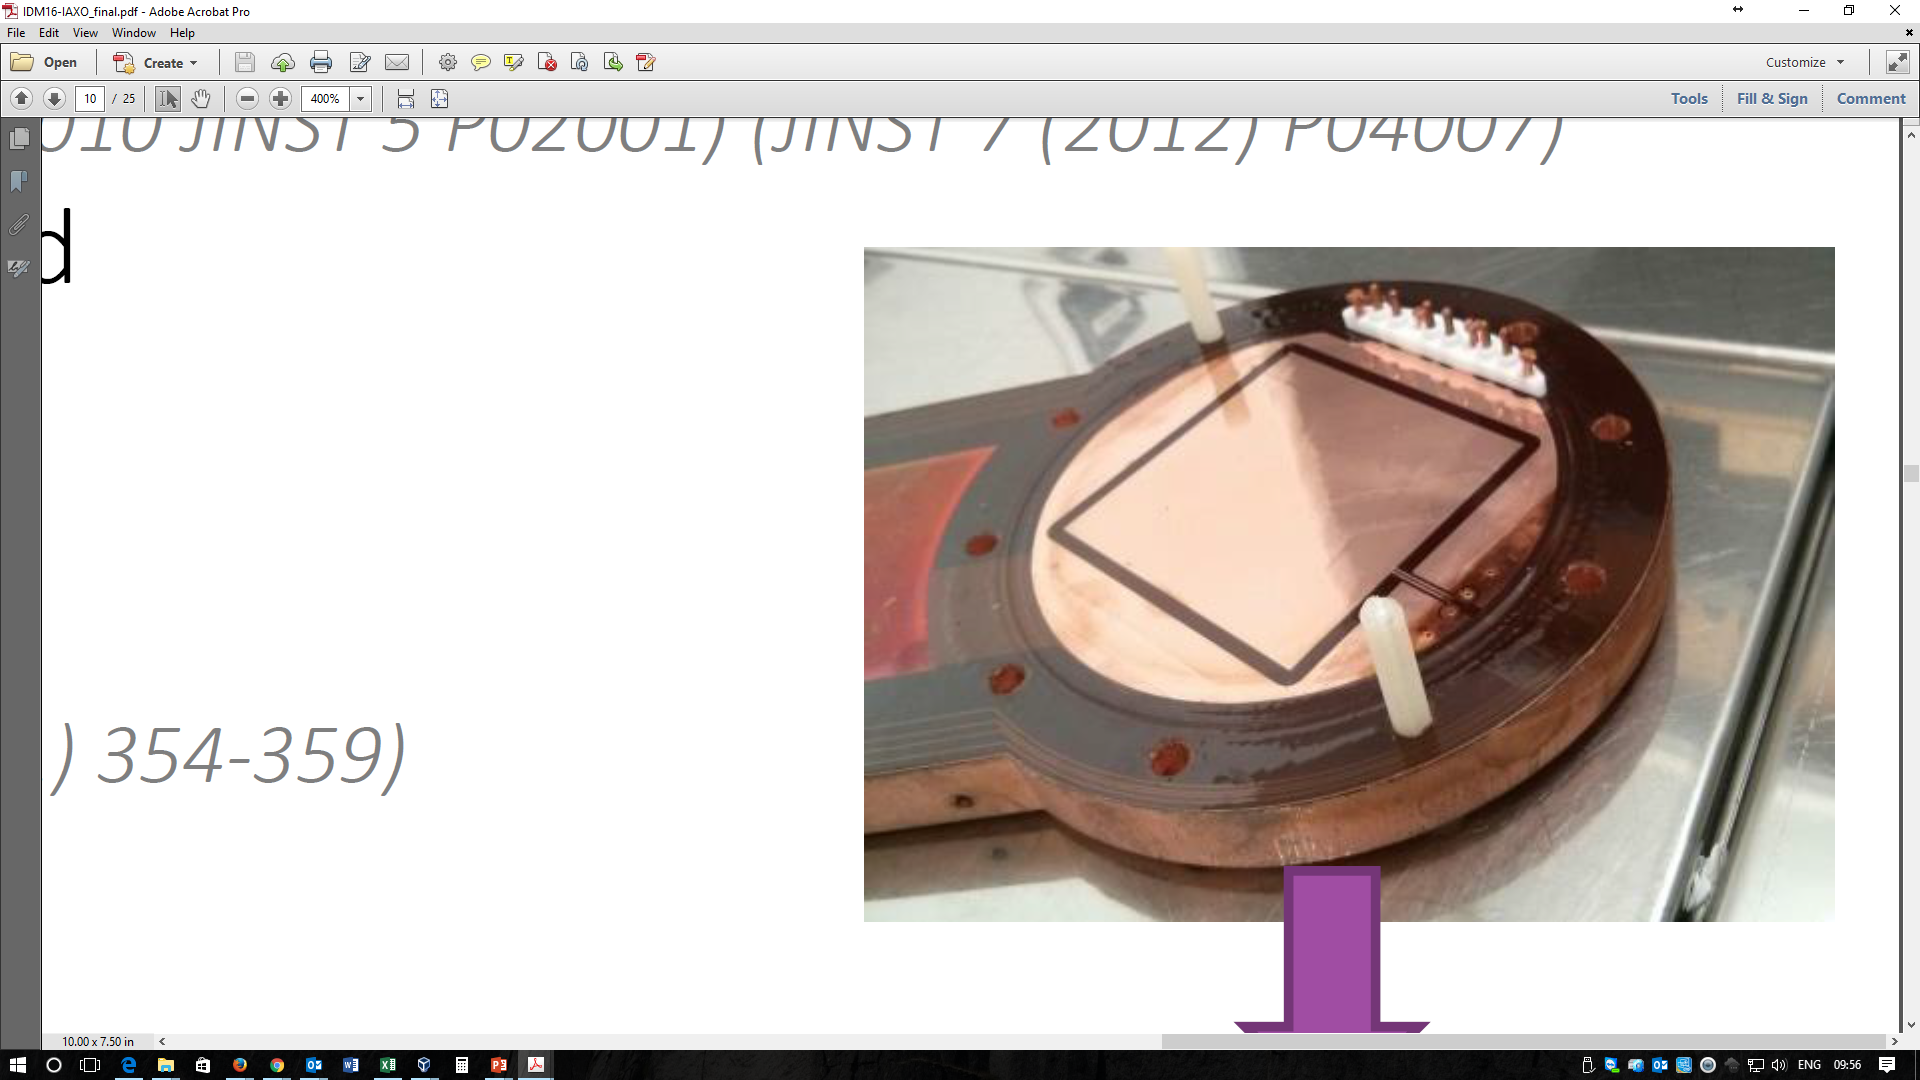 IDM16-IAXO_final.pdf - Adobe Acrobat Pro
File Edit View Window Help
Open Create Customize
10 / 25 400% Tools Fill & Sign Comment
010 JINST 5 P02001) (JINST 7 (2012) P04007)
d
) 354-359)
10.00 x 7.50 in
ENG 09:56